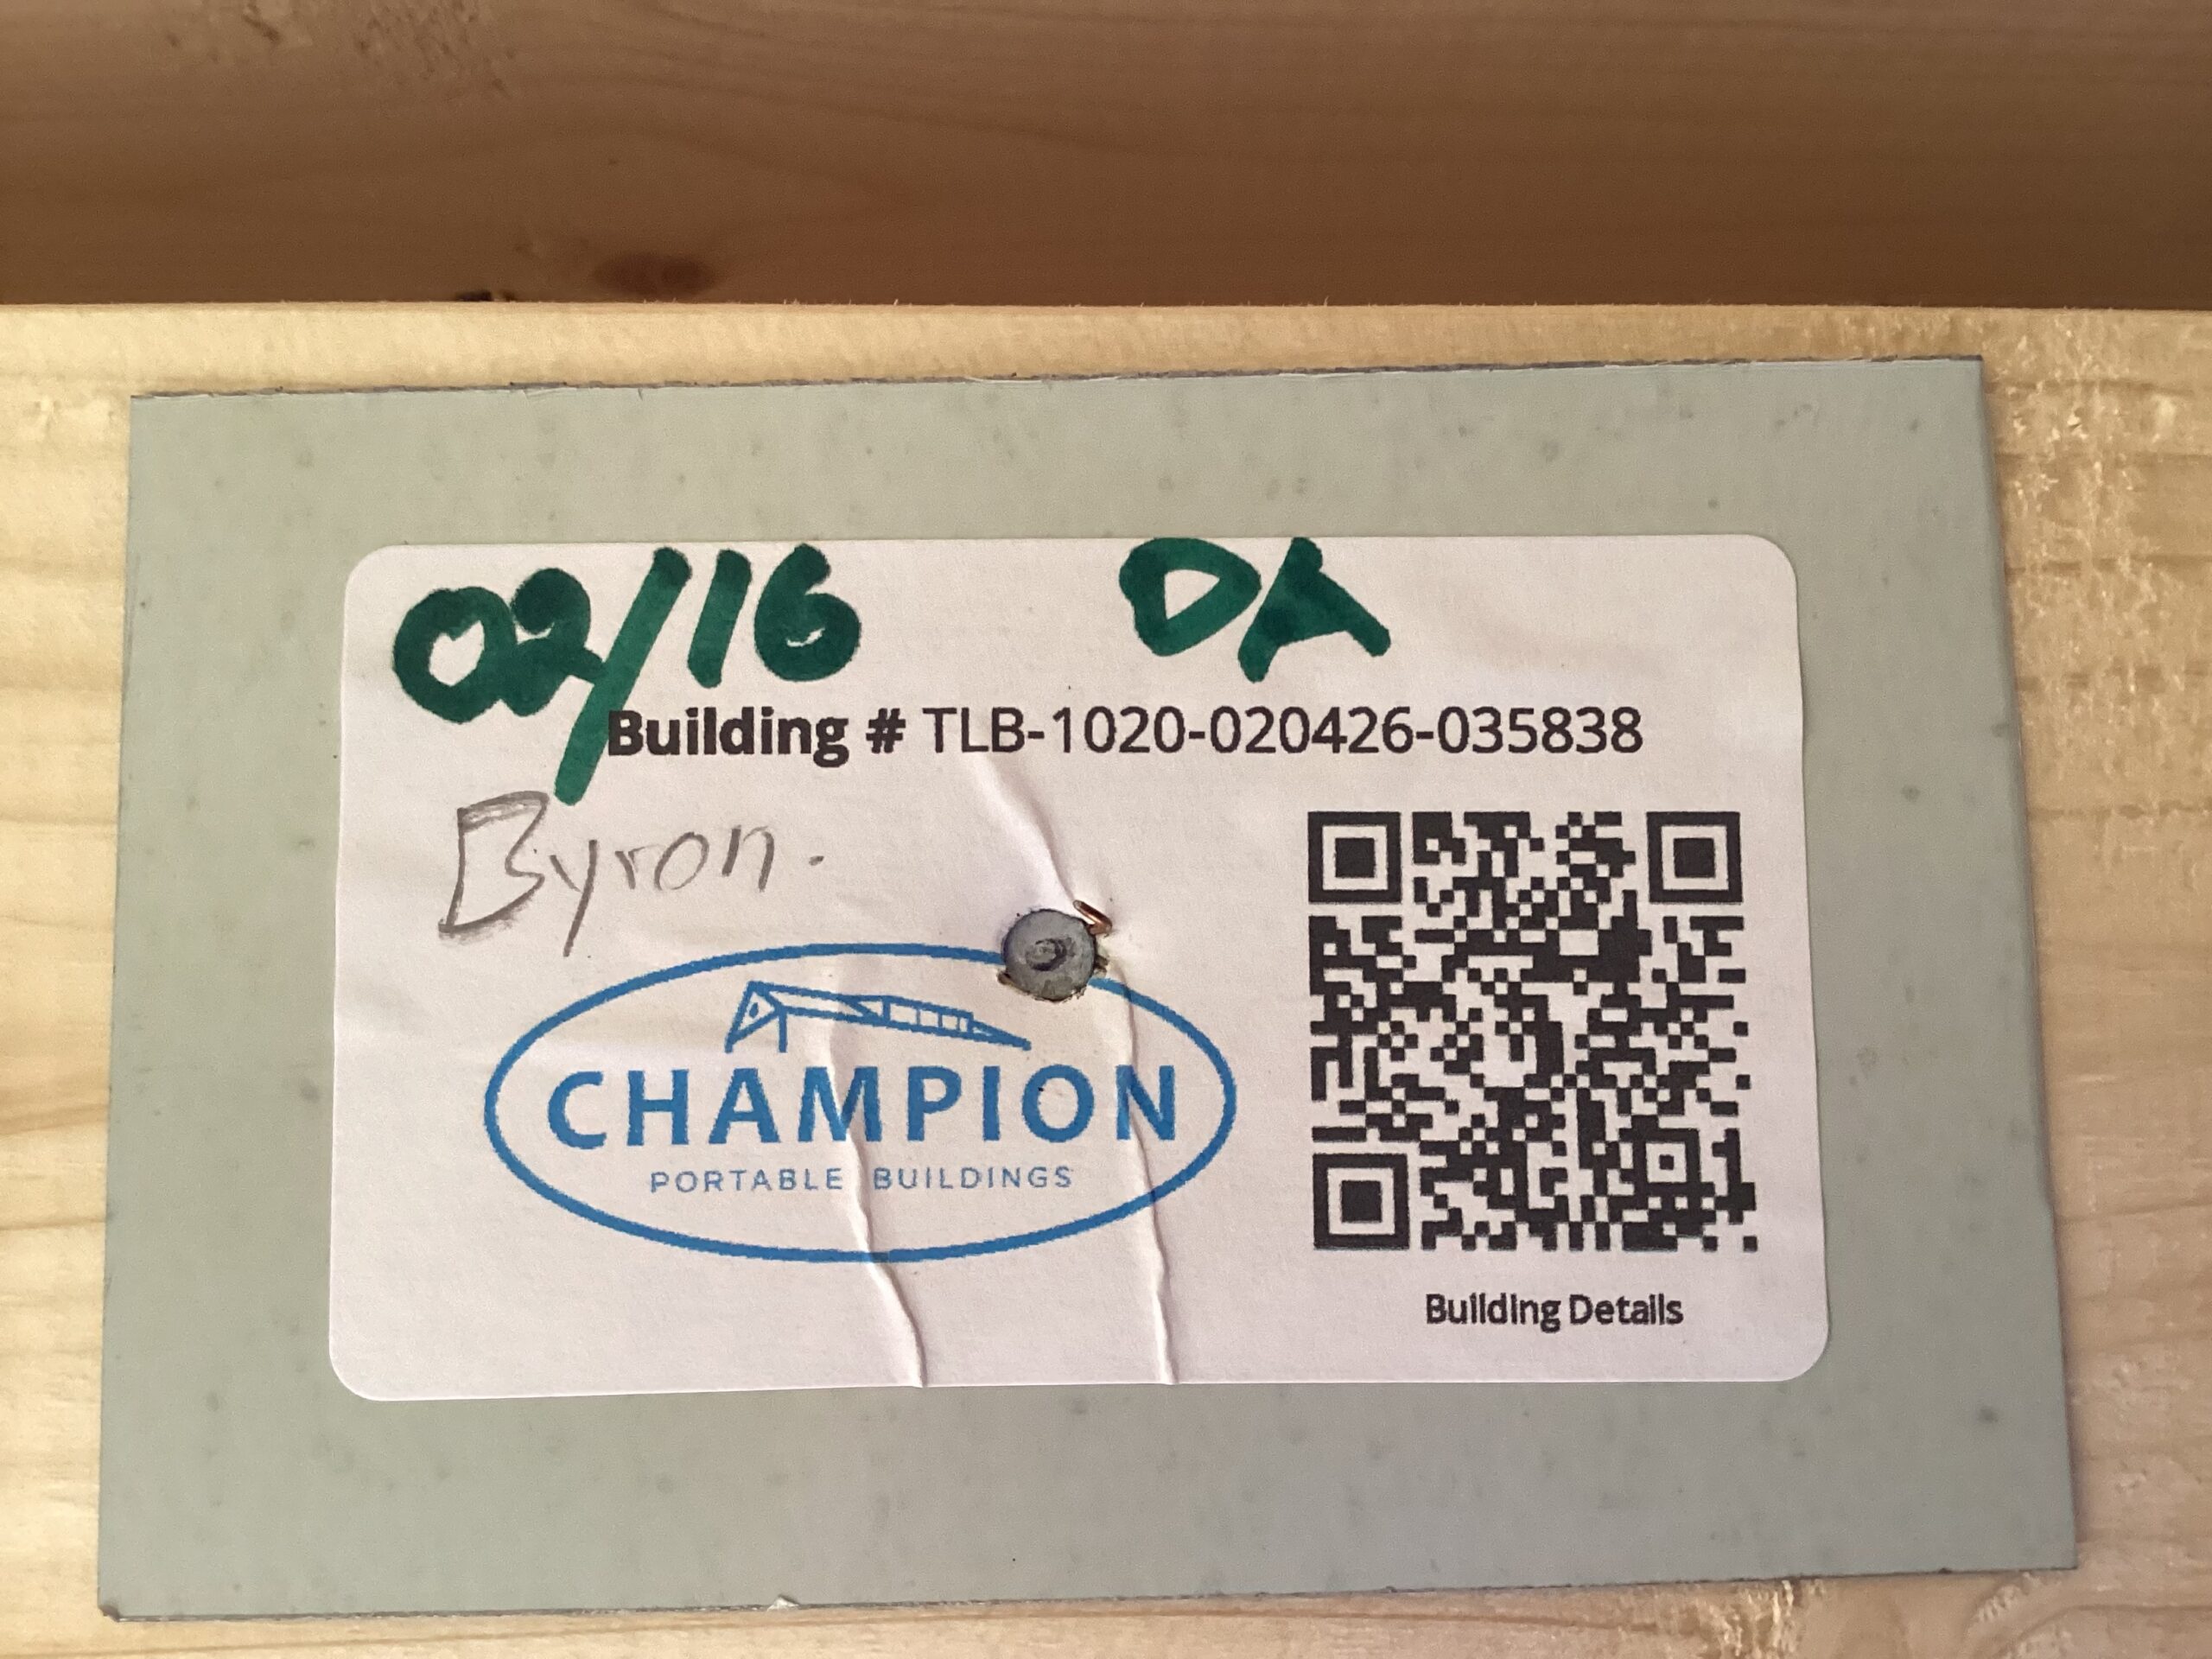 02/16 DA
Building # TLB-1020-020426-035838
Byron.
CHAMPION
PORTABLE BUILDINGS
Building Details